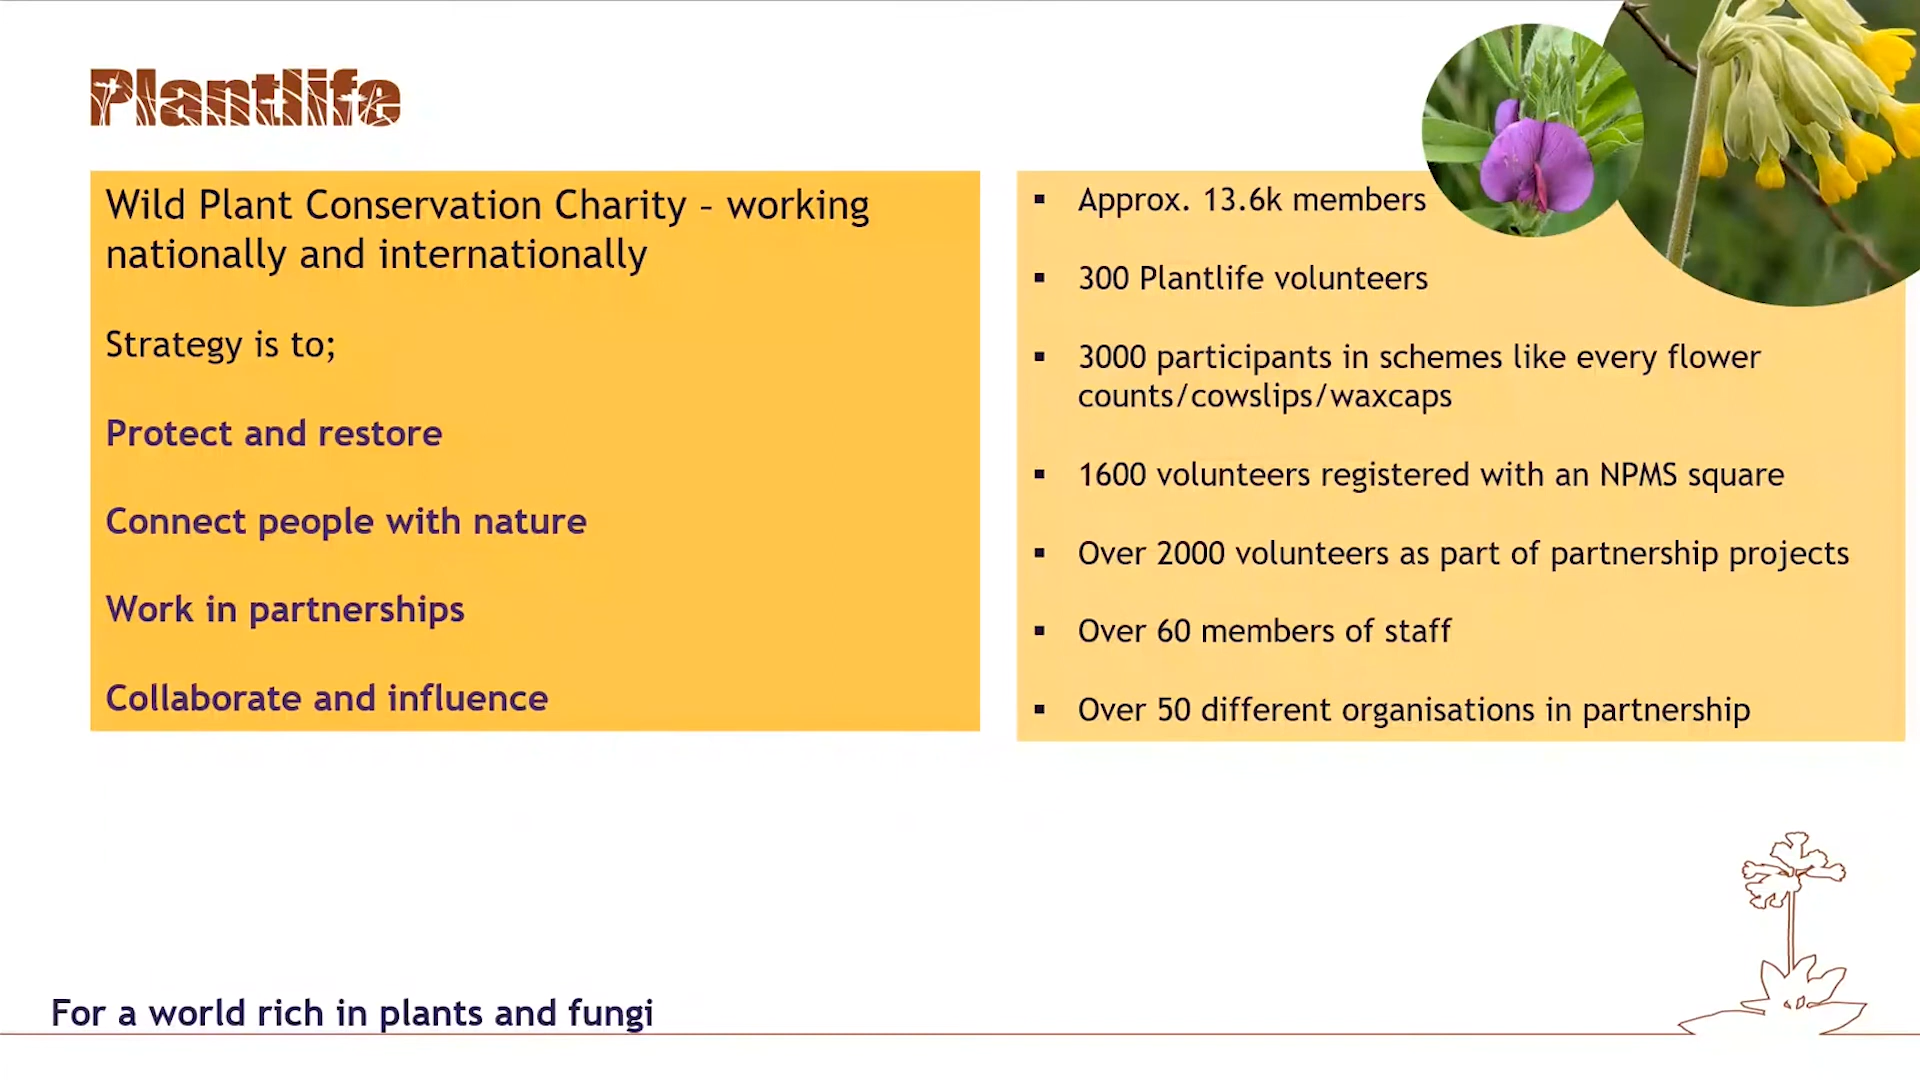 Plantlife
Wild Plant Conservation Charity – working
nationally and internationally
Strategy is to;
Protect and restore
Connect people with nature
Work in partnerships
Collaborate and influence
▪ Approx. 13.6k members
▪ 300 Plantlife volunteers
▪ 3000 participants in schemes like every flower
counts/cowslips/waxcaps
▪ 1600 volunteers registered with an NPMS square
▪ Over 2000 volunteers as part of partnership projects
▪ Over 60 members of staff
▪ Over 50 different organisations in partnership
For a world rich in plants and fungi